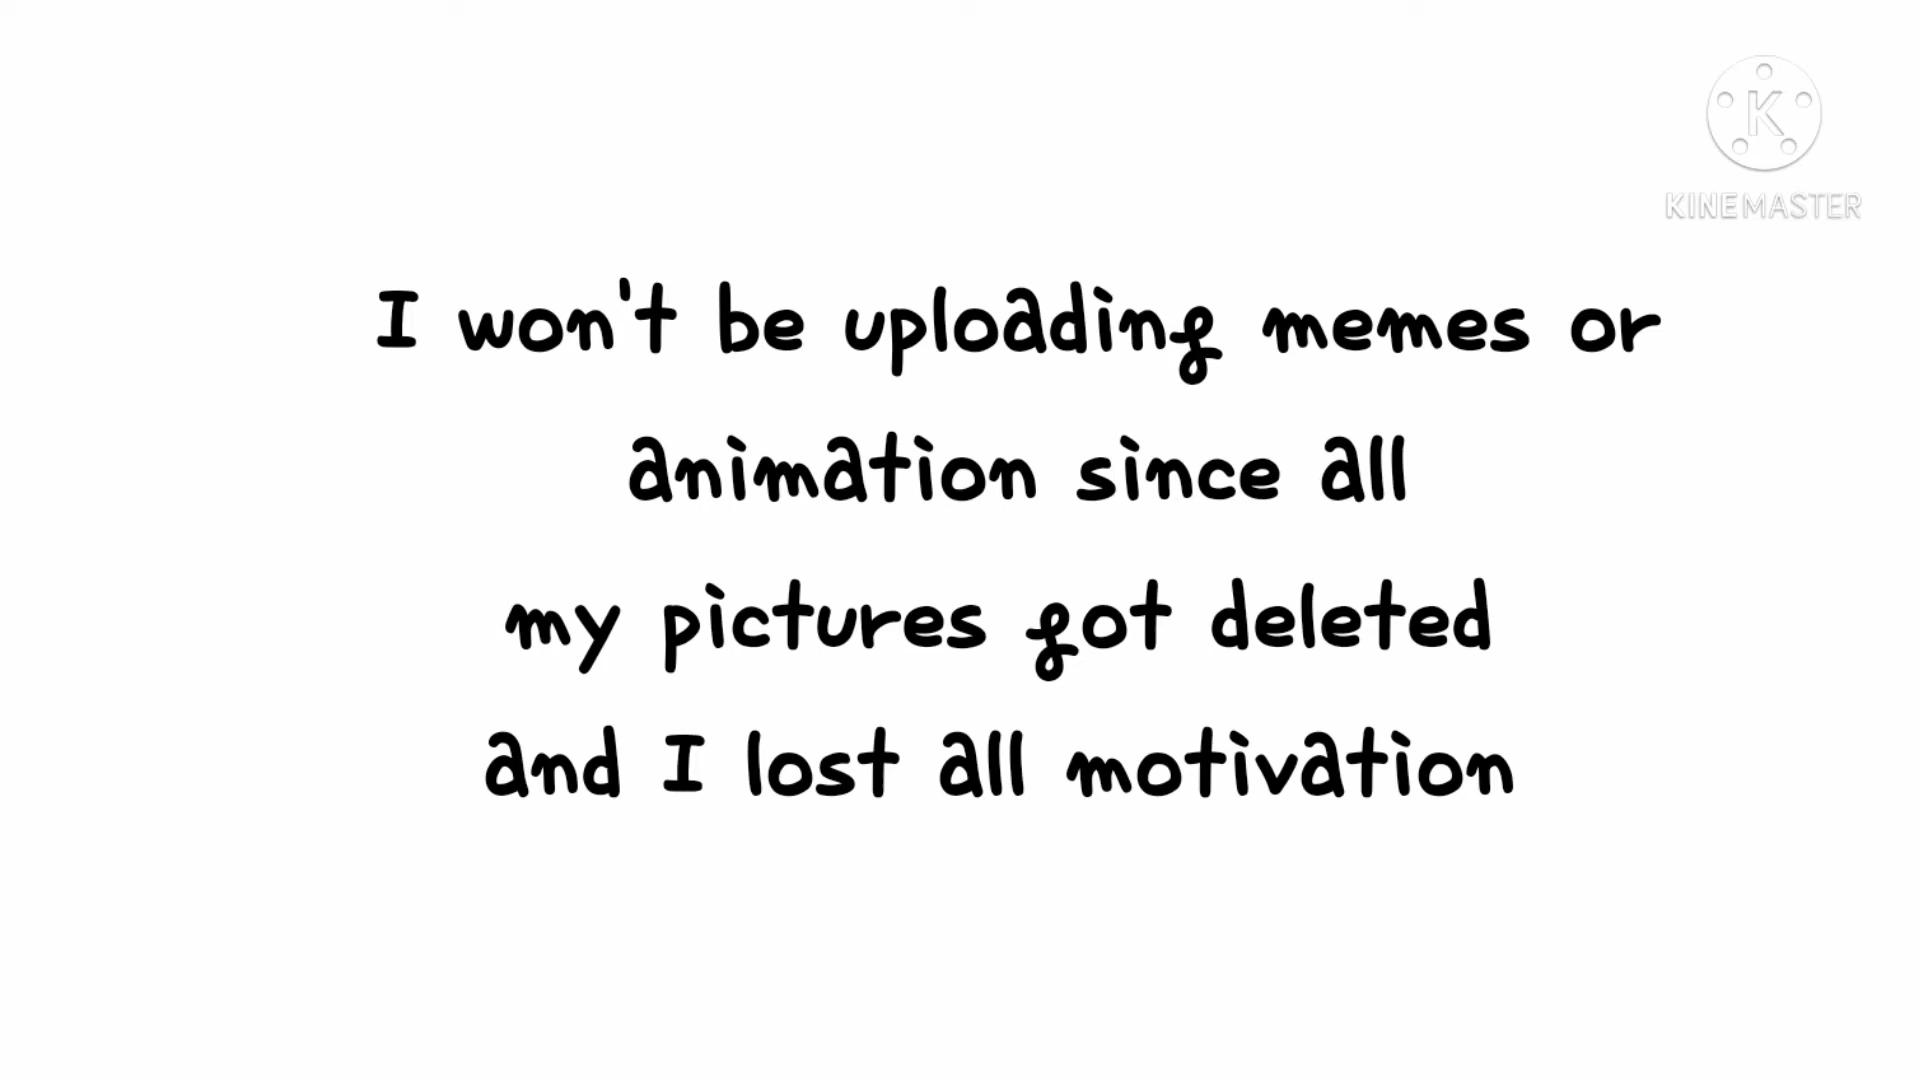 K
KINEMASTER
I won't be uploading memes or
animation since all
my pictures got deleted
and I lost all motivation